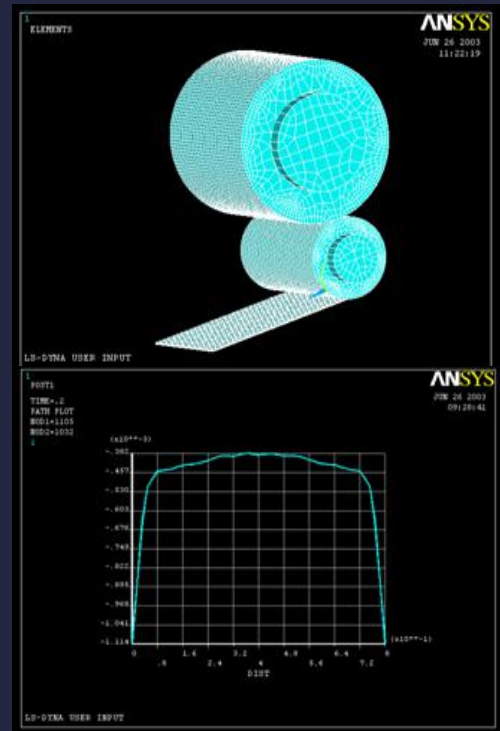 1
ELEMENTS
ANSYS
JUN 26 2003
11:22:19
LS-DYNA USER INPUT
1
POST1
TIME=.2
PATH PLOT
NOD1=1105
NOD2=1032
1
ANSYS
JUN 26 2003
09:28:41
(x10**-3)
-.382
-.457
-.530
-.603
-.676
-.749
-.822
-.895
-.968
-1.041
-1.114
(x10**-1)
0
.8
1.6
2.4
3.2
4
4.8
5.6
6.4
7.2
8
DIST
LS-DYNA USER INPUT